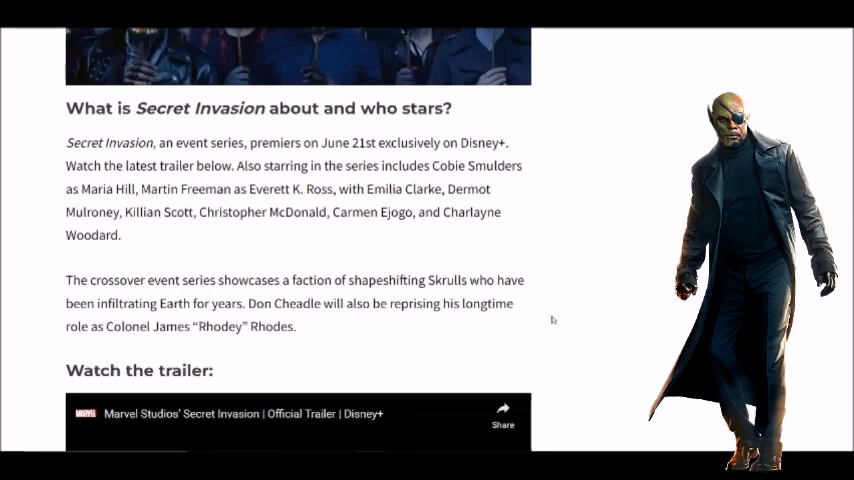 What is Secret Invasion about and who stars?
Secret Invasion, an event series, premiers on June 21st exclusively on Disney+.
Watch the latest trailer below. Also starring in the series includes Cobie Smulders
as Maria Hill, Martin Freeman as Everett K. Ross, with Emilia Clarke, Dermot
Mulroney, Killian Scott, Christopher McDonald, Carmen Ejogo, and Charlayne
Woodard.
The crossover event series showcases a faction of shapeshifting Skrulls who have
been infiltrating Earth for years. Don Cheadle will also be reprising his longtime
role as Colonel James “Rhodey” Rhodes.
Watch the trailer:
MARVEL Marvel Studios' Secret Invasion | Official Trailer | Disney+
Share